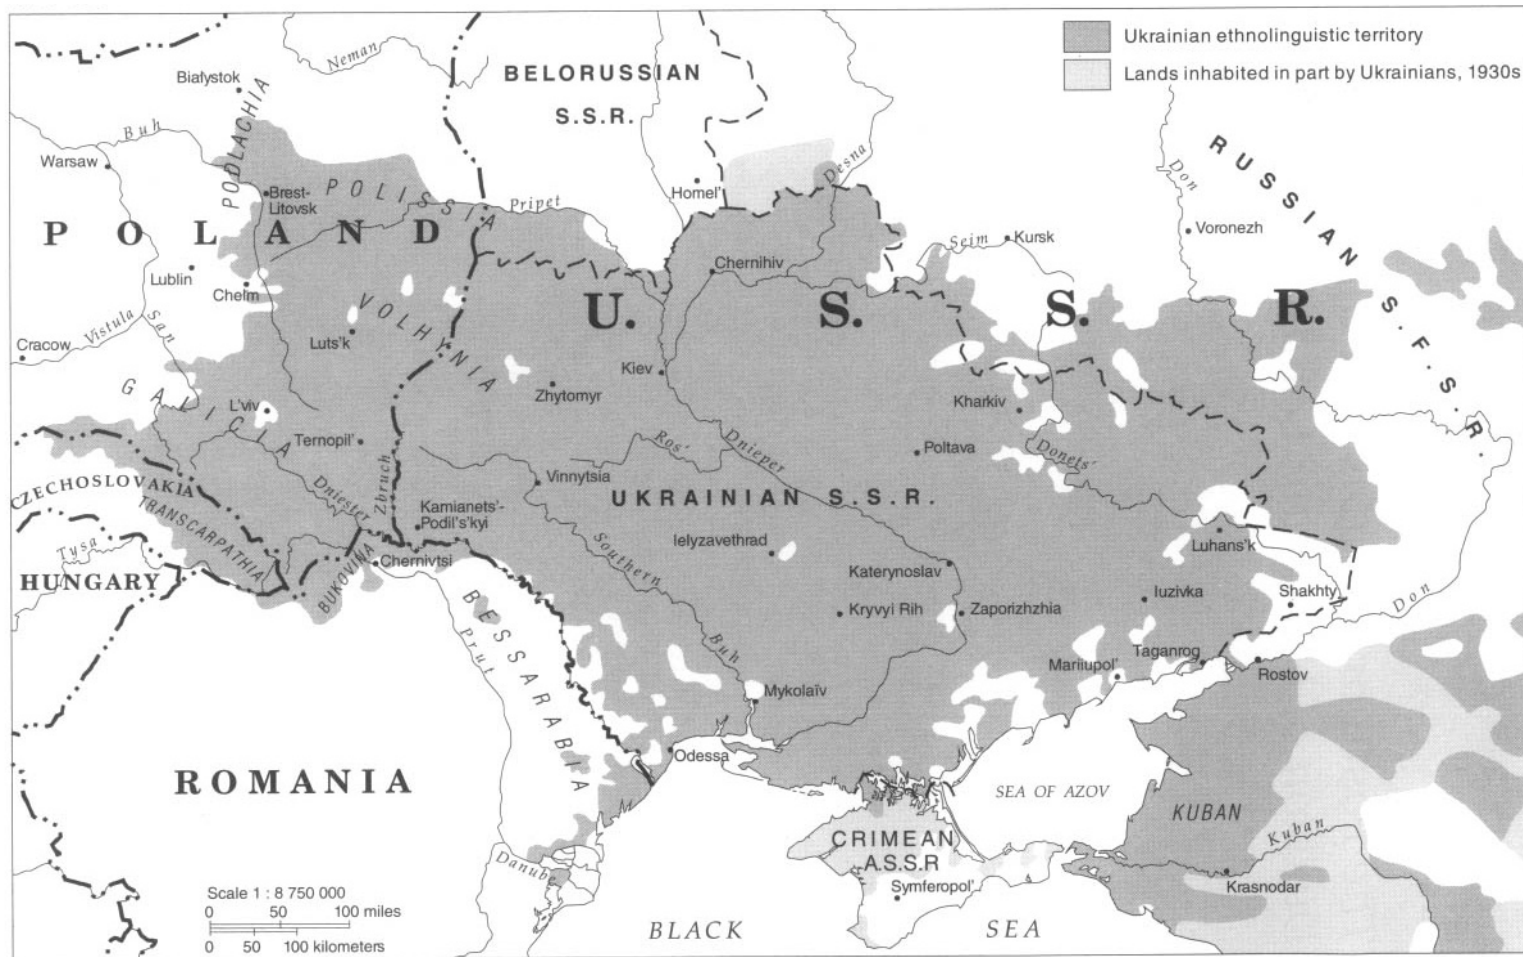 Ukrainian ethnolinguistic territory
Lands inhabited in part by Ukrainians, 1930s
Neman
BELORUSSIAN
S.S.R.
Białystok
PODLACHIA
Buh
Warsaw
Brest-
Litovsk
POLISSIA
Pripet
Homel'
Desna
Don
RUSSIAN S.F.S.R.
Voronezh
POLAND
Seim
Kursk
Lublin
Chelm
Chernihiv
U. S. S. R.
VOLHYNIA
Vistula
San
Cracow
Luts'k
Kiev
Zhytomyr
Kharkiv
GALICIA
L'viv
Ternopil'
Ros'
Dnieper
Poltava
Donets'
CZECHOSLOVAKIA
TRANSCARPATHIA
Dniester
Zbruch
Vinnytsia
UKRAINIAN S.S.R.
Kamianets'-
Podil's'kyi
Tysa
HUNGARY
BUKOVINA
Chernivtsi
Southern
Buh
Ielyzavethrad
Luhans'k
Katerynoslav
Kryvyi Rih
Zaporizhzhia
Iuzivka
Shakhty
Don
BESSARABIA
Prut
Mariiupol'
Taganrog
Rostov
Mykolaïv
Odessa
ROMANIA
SEA OF AZOV
KUBAN
Kuban
CRIMEAN
A.S.S.R
Danub
Symferopol'
Krasnodar
Scale 1 : 8 750 000
0 50 100 miles
0 50 100 kilometers
BLACK SEA